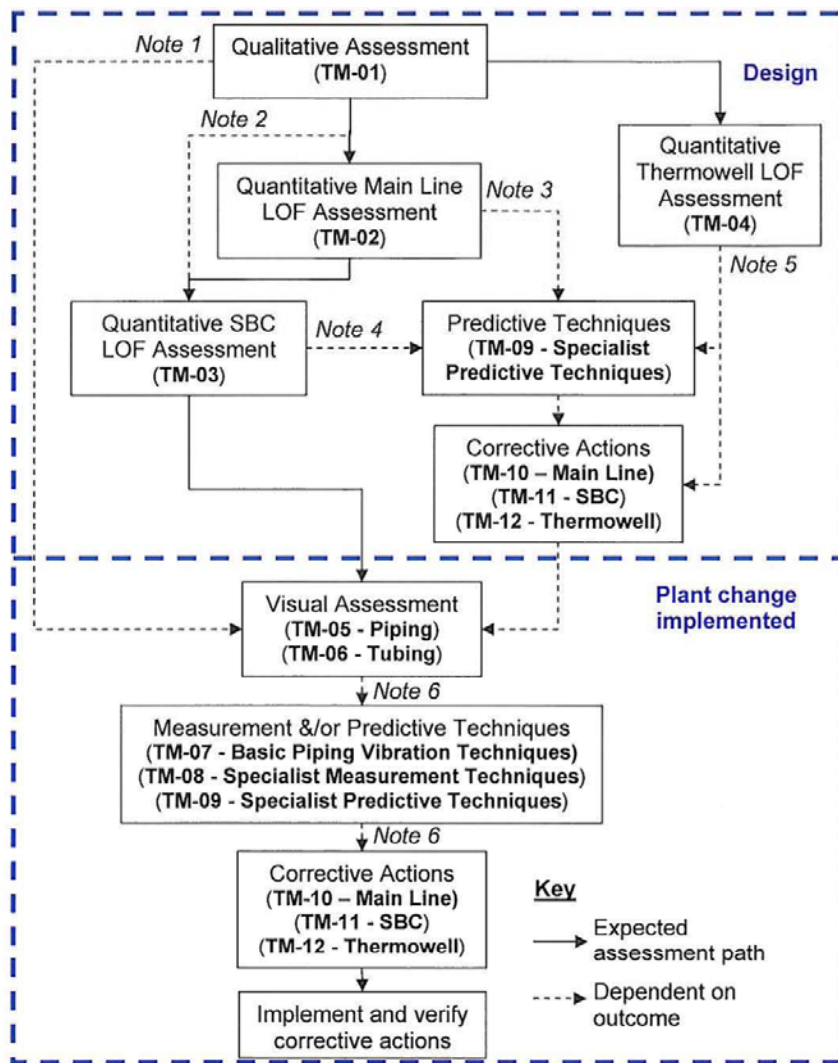 Note 1
Qualitative Assessment
(TM-01)
Design
Note 2
Quantitative Main Line
LOF Assessment
(TM-02)
Note 3
Quantitative
Thermowell LOF
Assessment
(TM-04)
Note 5
Quantitative SBC
LOF Assessment
(TM-03)
Note 4
Predictive Techniques
(TM-09 - Specialist
Predictive Techniques)
Corrective Actions
(TM-10 – Main Line)
(TM-11 - SBC)
(TM-12 - Thermowell)
Visual Assessment
(TM-05 - Piping)
(TM-06 - Tubing)
Plant change
implemented
Note 6
Measurement &/or Predictive Techniques
(TM-07 - Basic Piping Vibration Techniques)
(TM-08 - Specialist Measurement Techniques)
(TM-09 - Specialist Predictive Techniques)
Note 6
Corrective Actions
(TM-10 – Main Line)
(TM-11 - SBC)
(TM-12 - Thermowell)
Implement and verify
corrective actions
Key
Expected
assessment path
Dependent on
outcome